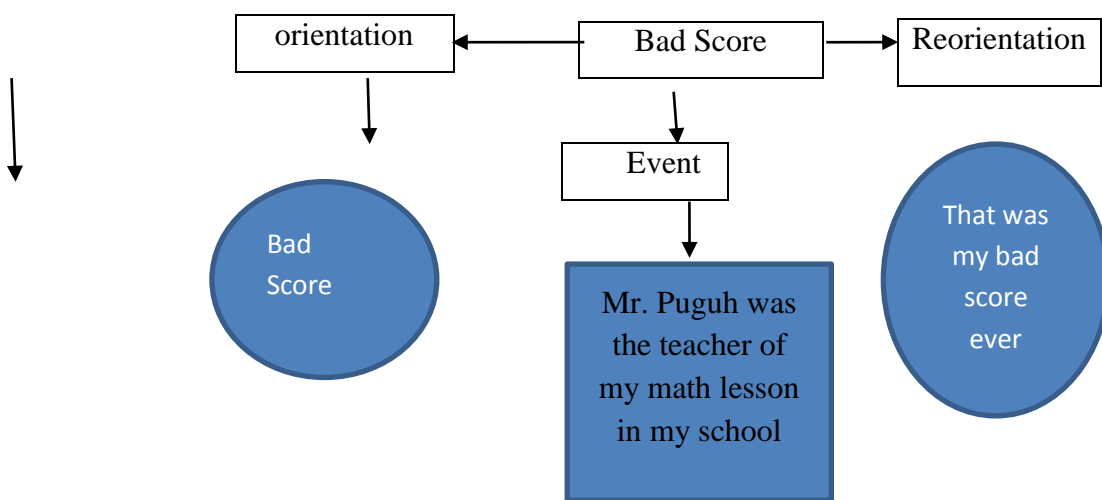 orientation
Bad Score
Reorientation
Event
Bad
Score
Mr. Puguh was
the teacher of
my math lesson
in my school
That was
my bad
score
ever